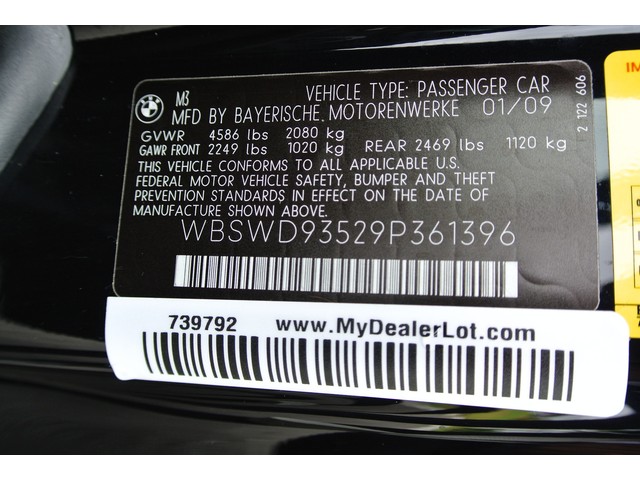 BMW
M3
VEHICLE TYPE: PASSENGER CAR
MFD BY BAYERISCHE MOTORENWERKE 01/09
GVWR 4586 lbs 2080 kg
GAWR FRONT 2249 lbs 1020 kg REAR 2469 lbs 1120 kg
THIS VEHICLE CONFORMS TO ALL APPLICABLE U.S.
FEDERAL MOTOR VEHICLE SAFETY, BUMPER AND THEFT
PREVENTION STANDARDS IN EFFECT ON THE DATE OF
MANUFACTURE SHOWN ABOVE.
WBSWD93529P361396
2 122 606
739792 www.MyDealerLot.com